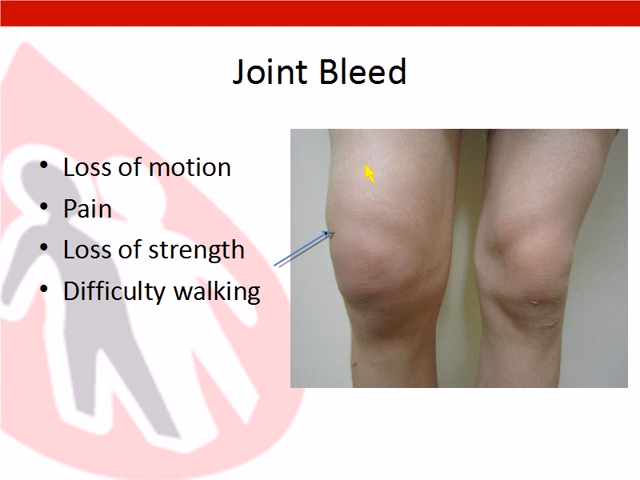 Joint Bleed
• Loss of motion
• Pain
• Loss of strength
• Difficulty walking